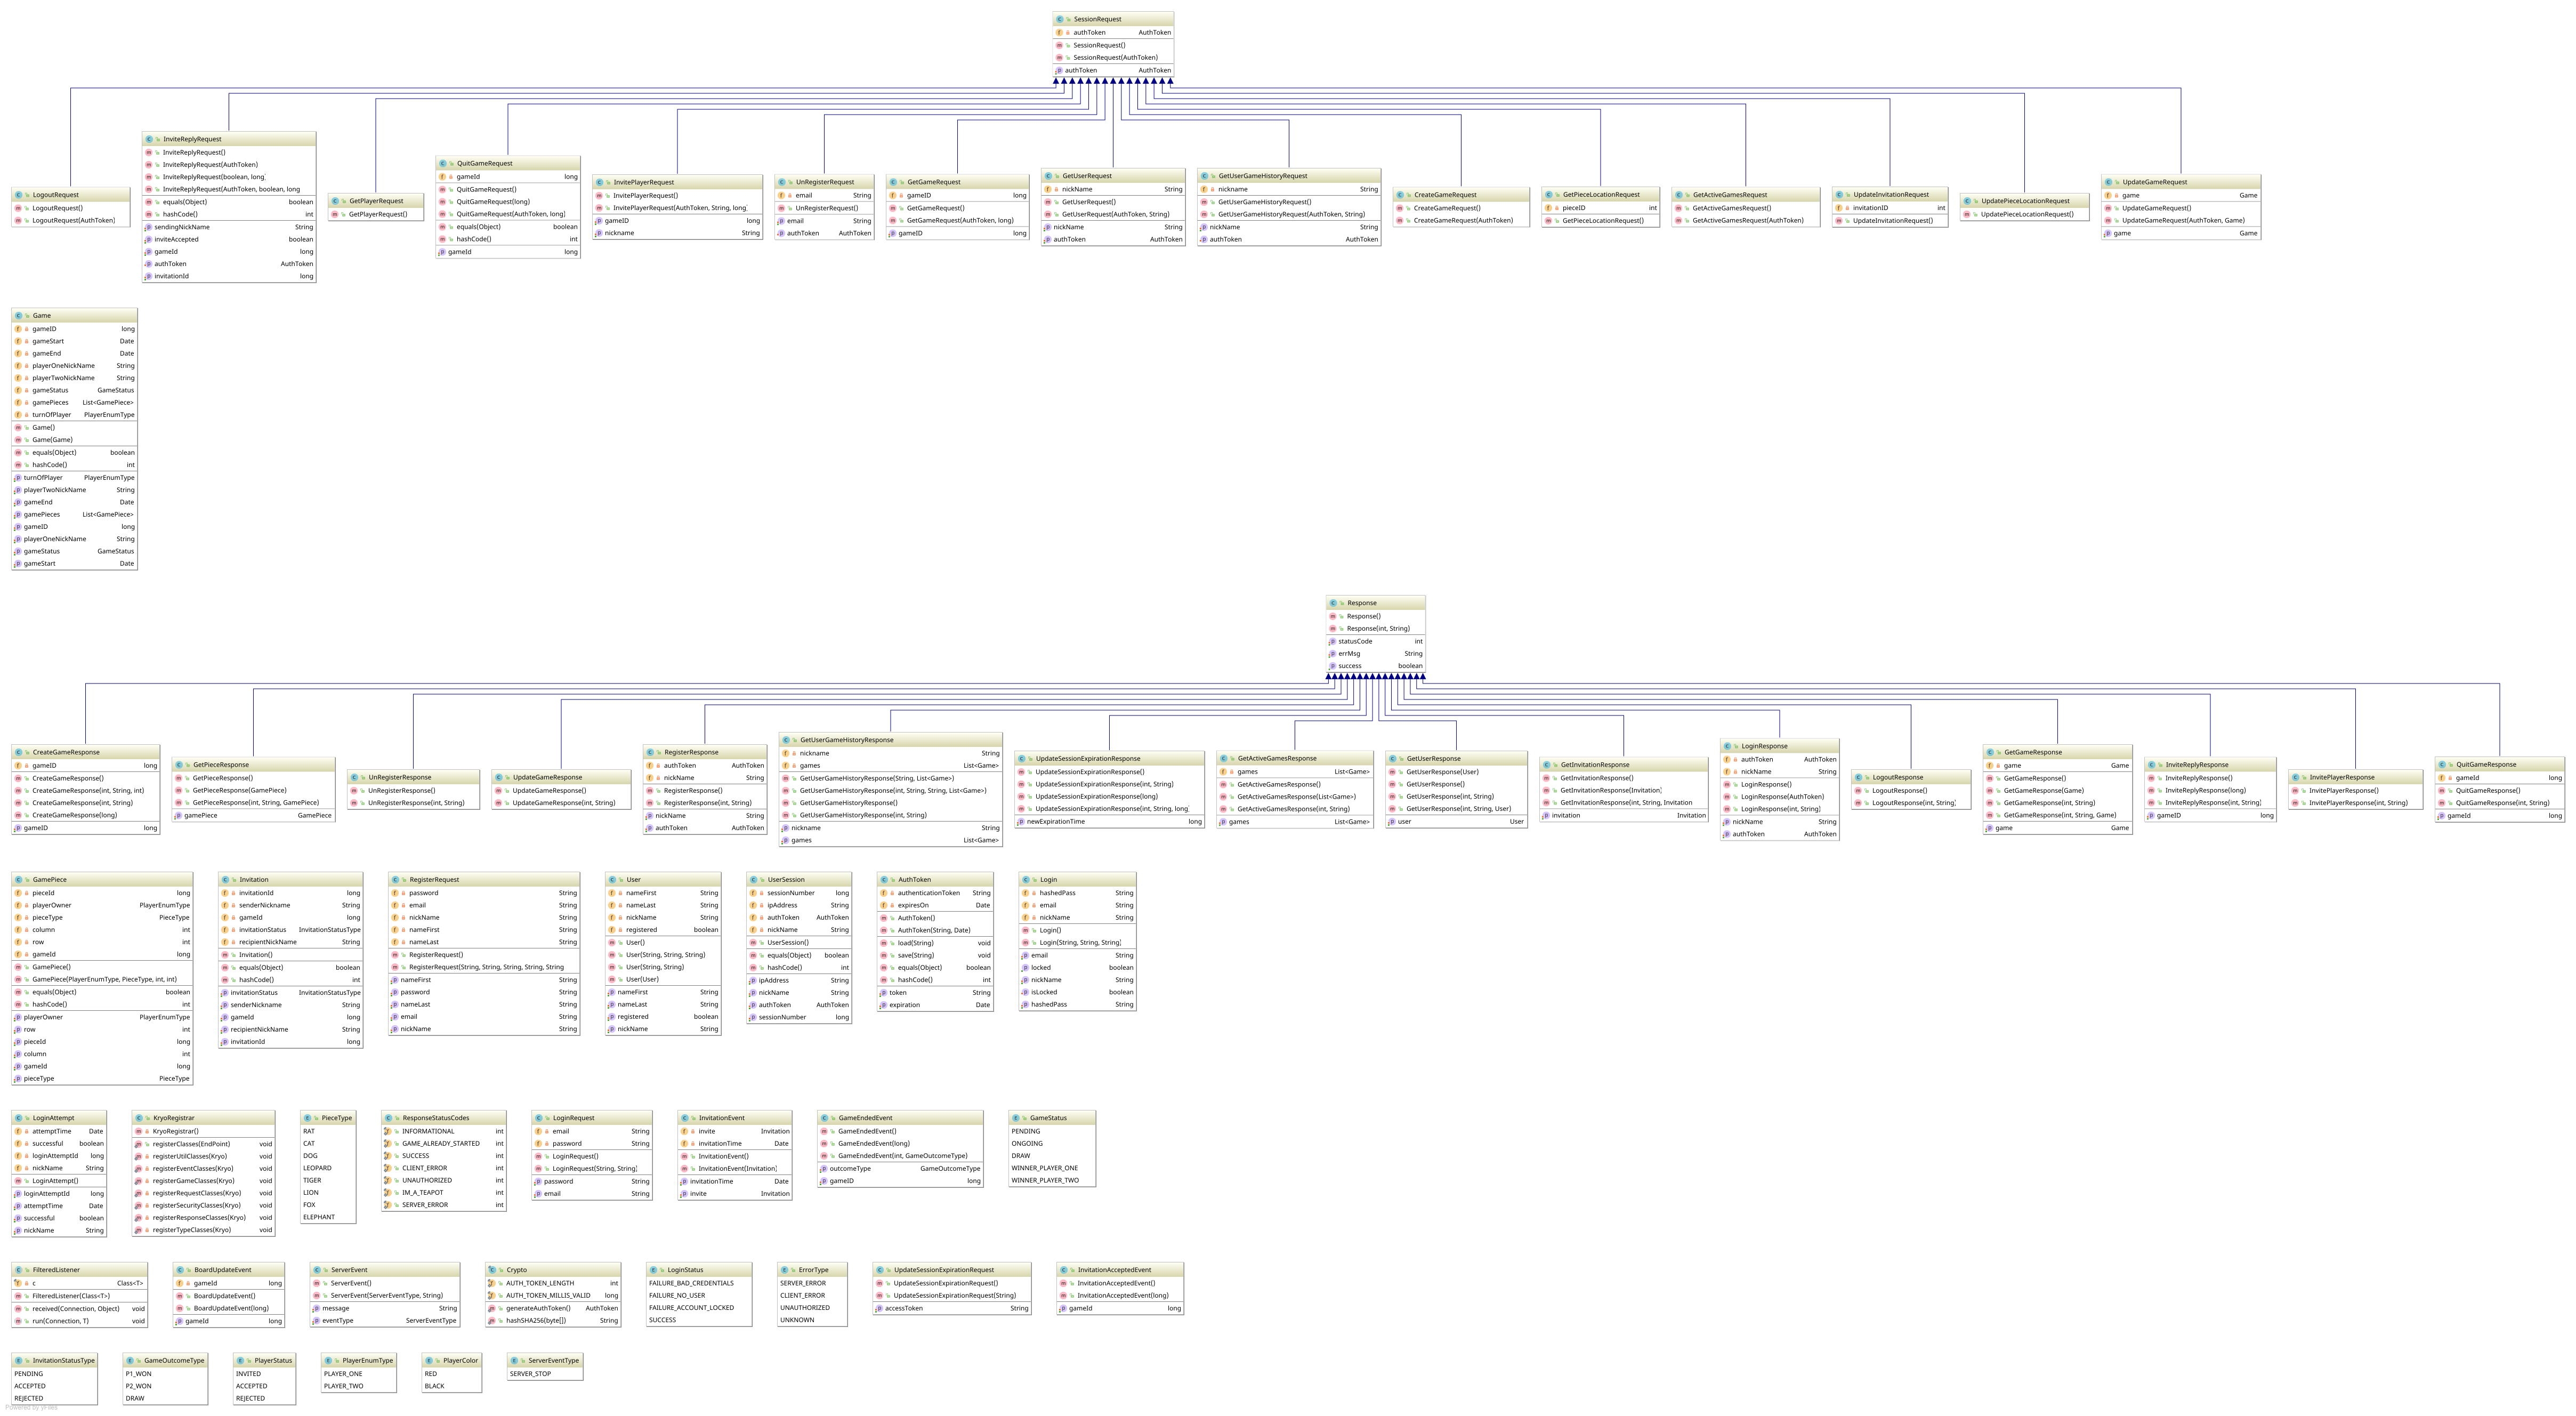 SessionRequest
authToken AuthToken
SessionRequest()
SessionRequest(AuthToken)
authToken AuthToken
LogoutRequest
LogoutRequest()
LogoutRequest(AuthToken)
InviteReplyRequest
InviteReplyRequest()
InviteReplyRequest(AuthToken)
InviteReplyRequest(boolean, long)
InviteReplyRequest(AuthToken, boolean, long
equals(Object) boolean
hashCode() int
sendingNickName String
inviteAccepted boolean
gameId long
authToken AuthToken
invitationId long
GetPlayerRequest
GetPlayerRequest()
QuitGameRequest
gameId long
QuitGameRequest()
QuitGameRequest(long)
QuitGameRequest(AuthToken, long)
equals(Object) boolean
hashCode() int
gameId long
InvitePlayerRequest
InvitePlayerRequest()
InvitePlayerRequest(AuthToken, String, long)
gameID long
nickname String
UnRegisterRequest
email String
UnRegisterRequest()
email String
authToken AuthToken
GetGameRequest
gameID long
GetGameRequest()
GetGameRequest(AuthToken, long)
gameID long
GetUserRequest
nickName String
GetUserRequest()
GetUserRequest(AuthToken, String)
nickName String
authToken AuthToken
GetUserGameHistoryRequest
nickname String
GetUserGameHistoryRequest()
GetUserGameHistoryRequest(AuthToken, String)
nickName String
authToken AuthToken
CreateGameRequest
CreateGameRequest()
CreateGameRequest(AuthToken)
GetPieceLocationRequest
pieceID int
GetPieceLocationRequest()
GetActiveGamesRequest
GetActiveGamesRequest()
GetActiveGamesRequest(AuthToken)
UpdateInvitationRequest
invitationID int
UpdateInvitationRequest()
UpdatePieceLocationRequest
UpdatePieceLocationRequest()
UpdateGameRequest
game Game
UpdateGameRequest()
UpdateGameRequest(AuthToken, Game)
game Game
Game
gameID long
gameStart Date
gameEnd Date
playerOneNickName String
playerTwoNickName String
gameStatus GameStatus
gamePieces List<GamePiece>
turnOfPlayer PlayerEnumType
Game()
Game(Game)
equals(Object) boolean
hashCode() int
turnOfPlayer PlayerEnumType
playerTwoNickName String
gameEnd Date
gamePieces List<GamePiece>
gameID long
playerOneNickName String
gameStatus GameStatus
gameStart Date
Response
Response()
Response(int, String)
statusCode int
errMsg String
success boolean
CreateGameResponse
gameID long
CreateGameResponse()
CreateGameResponse(int, String, int)
CreateGameResponse(int, String)
CreateGameResponse(long)
gameID long
GetPieceResponse
GetPieceResponse()
GetPieceResponse(GamePiece)
GetPieceResponse(int, String, GamePiece)
gamePiece GamePiece
UnRegisterResponse
UnRegisterResponse()
UnRegisterResponse(int, String)
UpdateGameResponse
UpdateGameResponse()
UpdateGameResponse(int, String)
RegisterResponse
authToken AuthToken
nickName String
RegisterResponse()
RegisterResponse(int, String)
nickName String
authToken AuthToken
GetUserGameHistoryResponse
nickname String
games List<Game>
GetUserGameHistoryResponse(String, List<Game>)
GetUserGameHistoryResponse(int, String, String, List<Game>)
GetUserGameHistoryResponse()
GetUserGameHistoryResponse(int, String)
nickname String
games List<Game>
UpdateSessionExpirationResponse
UpdateSessionExpirationResponse()
UpdateSessionExpirationResponse(int, String)
UpdateSessionExpirationResponse(long)
UpdateSessionExpirationResponse(int, String, long)
newExpirationTime long
GetActiveGamesResponse
games List<Game>
GetActiveGamesResponse()
GetActiveGamesResponse(List<Game>)
GetActiveGamesResponse(int, String)
games List<Game>
GetUserResponse
GetUserResponse(User)
GetUserResponse()
GetUserResponse(int, String)
GetUserResponse(int, String, User)
user User
GetInvitationResponse
GetInvitationResponse()
GetInvitationResponse(Invitation)
GetInvitationResponse(int, String, Invitation
invitation Invitation
LoginResponse
authToken AuthToken
nickName String
LoginResponse()
LoginResponse(AuthToken)
LoginResponse(int, String)
nickName String
authToken AuthToken
LogoutResponse
LogoutResponse()
LogoutResponse(int, String)
GetGameResponse
game Game
GetGameResponse()
GetGameResponse(Game)
GetGameResponse(int, String)
GetGameResponse(int, String, Game)
game Game
InviteReplyResponse
InviteReplyResponse()
InviteReplyResponse(long)
InviteReplyResponse(int, String)
gameID long
InvitePlayerResponse
InvitePlayerResponse()
InvitePlayerResponse(int, String)
QuitGameResponse
gameId long
QuitGameResponse()
QuitGameResponse(int, String)
gameId long
GamePiece
pieceId long
playerOwner PlayerEnumType
pieceType PieceType
column int
row int
gameId long
GamePiece()
GamePiece(PlayerEnumType, PieceType, int, int)
equals(Object) boolean
hashCode() int
playerOwner PlayerEnumType
row int
pieceId long
column int
gameId long
pieceType PieceType
Invitation
invitationId long
senderNickname String
gameId long
invitationStatus InvitationStatusType
recipientNickName String
Invitation()
equals(Object) boolean
hashCode() int
invitationStatus InvitationStatusType
senderNickname String
gameId long
recipientNickName String
invitationId long
RegisterRequest
password String
email String
nickName String
nameFirst String
nameLast String
RegisterRequest()
RegisterRequest(String, String, String, String, String
nameFirst String
password String
nameLast String
email String
nickName String
User
nameFirst String
nameLast String
nickName String
registered boolean
User()
User(String, String, String)
User(String, String)
User(User)
nameFirst String
nameLast String
registered boolean
nickName String
UserSession
sessionNumber long
ipAddress String
authToken AuthToken
nickName String
UserSession()
equals(Object) boolean
hashCode() int
ipAddress String
nickName String
authToken AuthToken
sessionNumber long
AuthToken
authenticationToken String
expiresOn Date
AuthToken()
AuthToken(String, Date)
load(String) void
save(String) void
equals(Object) boolean
hashCode() int
token String
expiration Date
Login
hashedPass String
email String
nickName String
Login()
Login(String, String, String)
email String
locked boolean
nickName String
isLocked boolean
hashedPass String
LoginAttempt
attemptTime Date
successful boolean
loginAttemptId long
nickName String
LoginAttempt()
loginAttemptId long
attemptTime Date
successful boolean
nickName String
KryoRegistrar
KryoRegistrar()
registerClasses(EndPoint) void
registerUtilClasses(Kryo) void
registerEventClasses(Kryo) void
registerGameClasses(Kryo) void
registerRequestClasses(Kryo) void
registerSecurityClasses(Kryo) void
registerResponseClasses(Kryo) void
registerTypeClasses(Kryo) void
PieceType
RAT
CAT
DOG
LEOPARD
TIGER
LION
FOX
ELEPHANT
ResponseStatusCodes
INFORMATIONAL int
GAME_ALREADY_STARTED int
SUCCESS int
CLIENT_ERROR int
UNAUTHORIZED int
IM_A_TEAPOT int
SERVER_ERROR int
LoginRequest
email String
password String
LoginRequest()
LoginRequest(String, String)
password String
email String
InvitationEvent
invite Invitation
invitationTime Date
InvitationEvent()
InvitationEvent(Invitation)
invitationTime Date
invite Invitation
GameEndedEvent
GameEndedEvent()
GameEndedEvent(long)
GameEndedEvent(int, GameOutcomeType)
outcomeType GameOutcomeType
gameID long
GameStatus
PENDING
ONGOING
DRAW
WINNER_PLAYER_ONE
WINNER_PLAYER_TWO
FilteredListener
c Class<T>
FilteredListener(Class<T>)
received(Connection, Object) void
run(Connection, T) void
BoardUpdateEvent
gameId long
BoardUpdateEvent()
BoardUpdateEvent(long)
gameId long
ServerEvent
ServerEvent()
ServerEvent(ServerEventType, String)
message String
eventType ServerEventType
Crypto
AUTH_TOKEN_LENGTH int
AUTH_TOKEN_MILLIS_VALID long
generateAuthToken() AuthToken
hashSHA256(byte[]) String
LoginStatus
FAILURE_BAD_CREDENTIALS
FAILURE_NO_USER
FAILURE_ACCOUNT_LOCKED
SUCCESS
ErrorType
SERVER_ERROR
CLIENT_ERROR
UNAUTHORIZED
UNKNOWN
UpdateSessionExpirationRequest
UpdateSessionExpirationRequest()
UpdateSessionExpirationRequest(String)
accessToken String
InvitationAcceptedEvent
InvitationAcceptedEvent()
InvitationAcceptedEvent(long)
gameId long
InvitationStatusType
PENDING
ACCEPTED
REJECTED
GameOutcomeType
P1_WON
P2_WON
DRAW
PlayerStatus
INVITED
ACCEPTED
REJECTED
PlayerEnumType
PLAYER_ONE
PLAYER_TWO
PlayerColor
RED
BLACK
ServerEventType
SERVER_STOP
Powered by yFiles